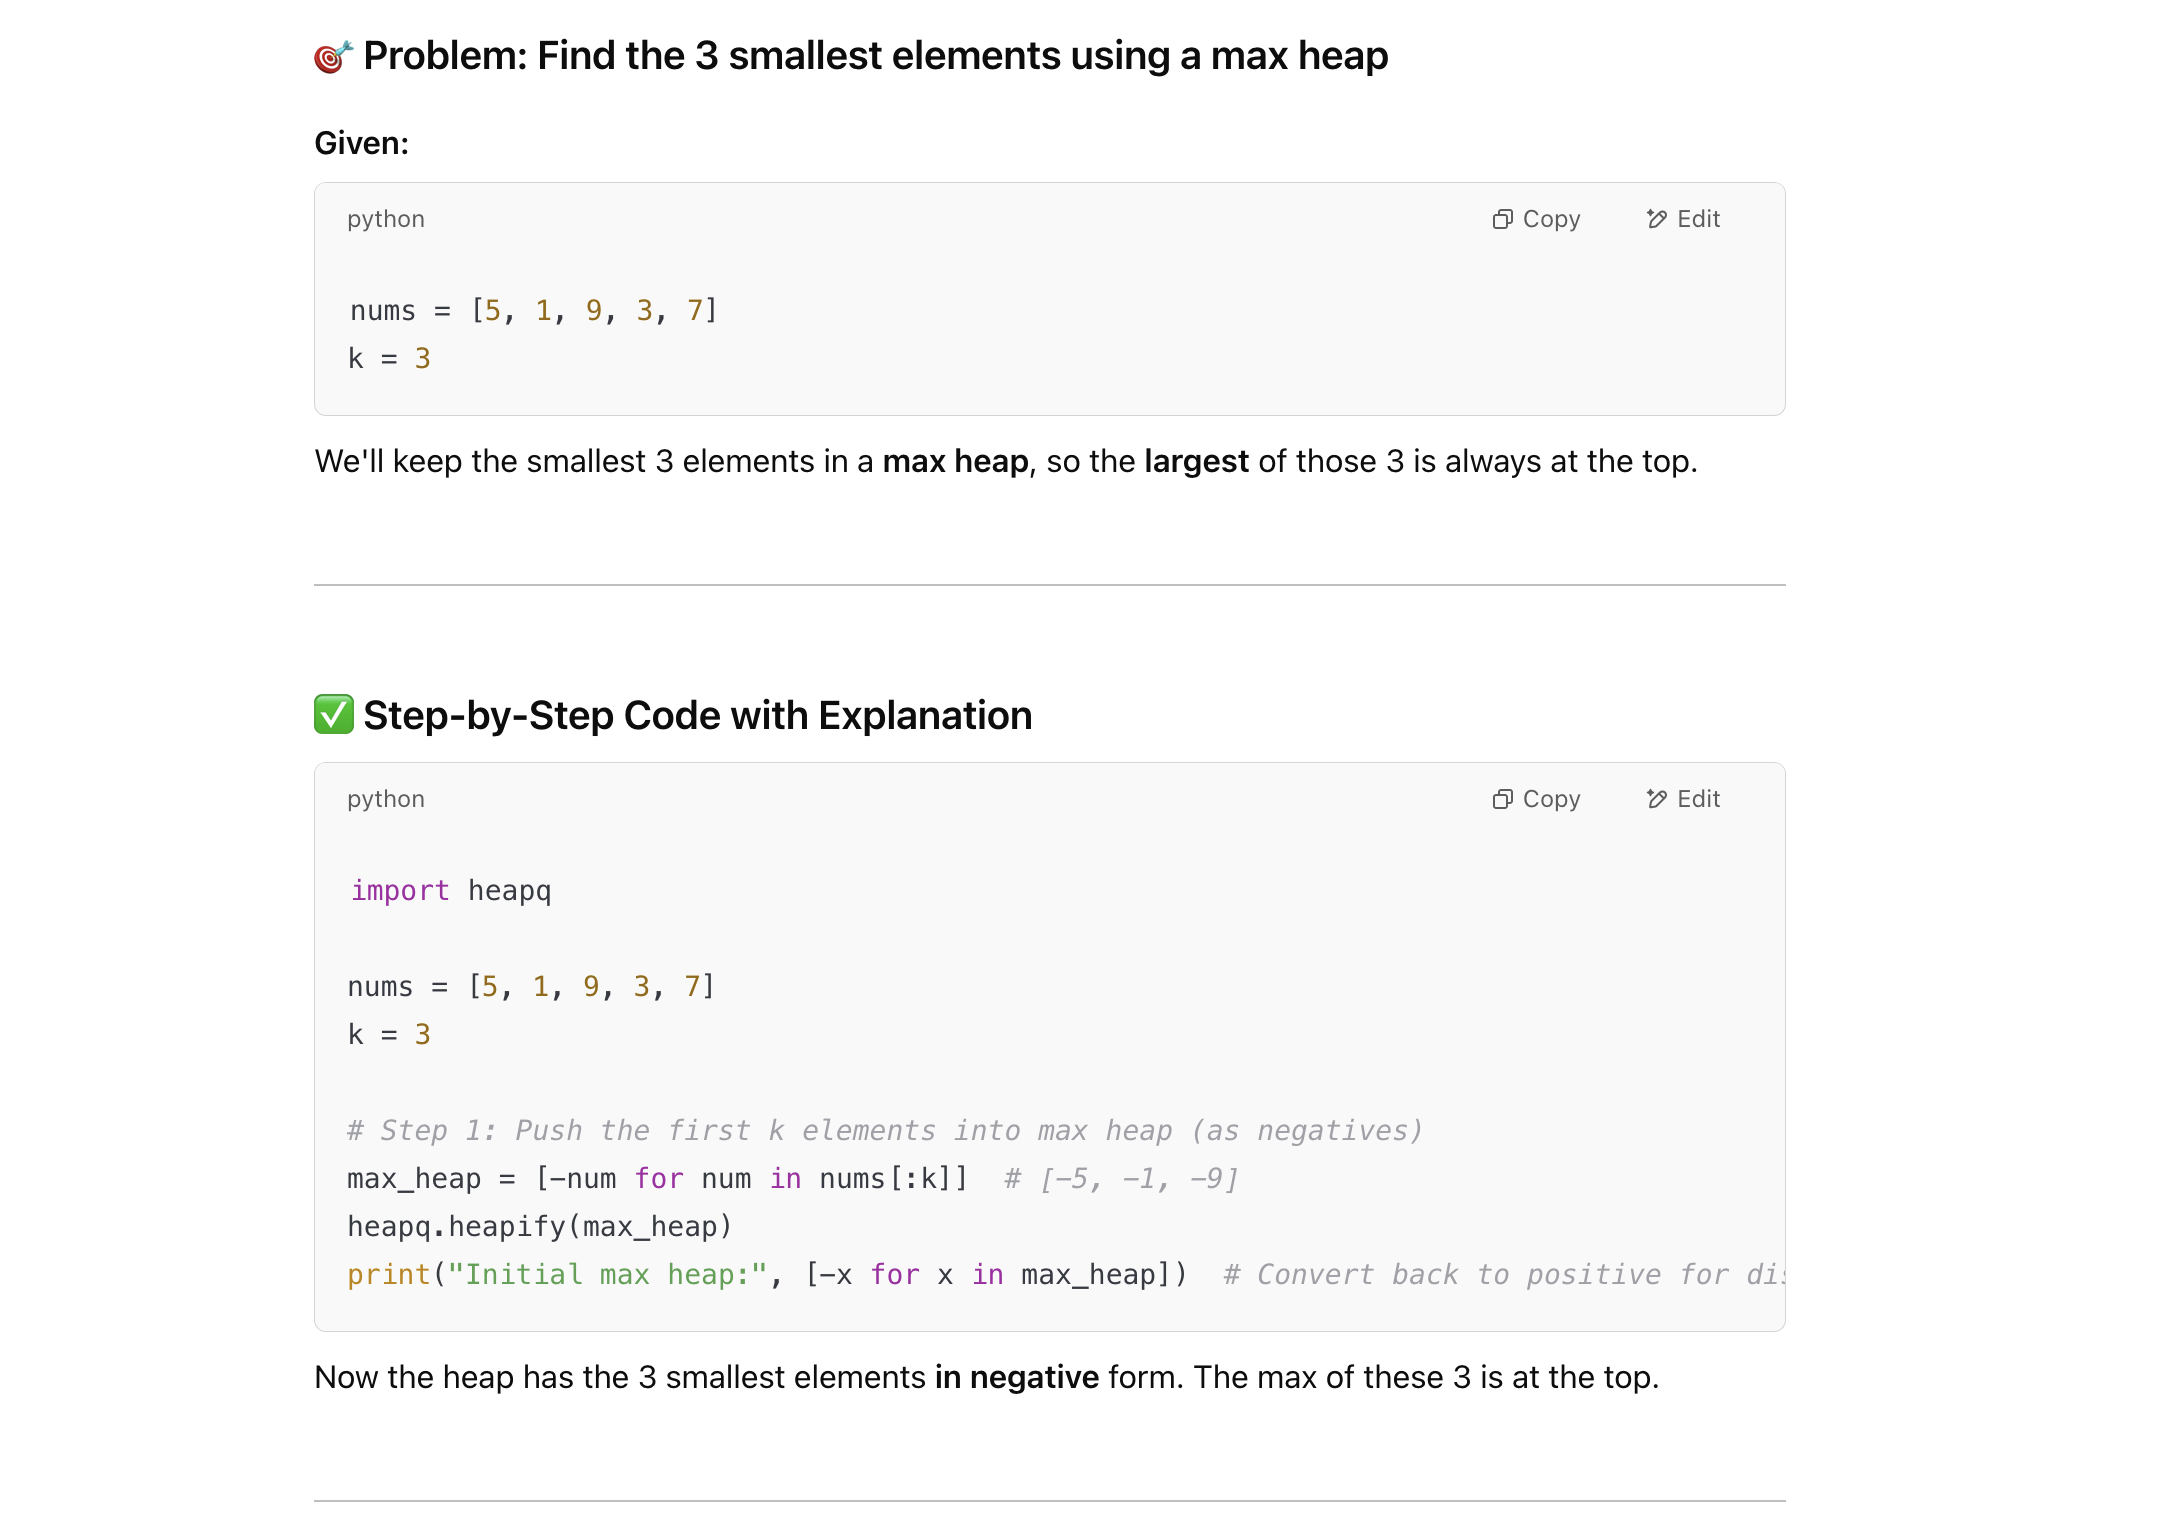 🎯 Problem: Find the 3 smallest elements using a max heap
Given:
python
Copy
Edit
nums = [5, 1, 9, 3, 7]
k = 3
We'll keep the smallest 3 elements in a max heap, so the largest of those 3 is always at the top.
✅ Step-by-Step Code with Explanation
python
Copy
Edit
import heapq
nums = [5, 1, 9, 3, 7]
k = 3
# Step 1: Push the first k elements into max heap (as negatives)
max_heap = [-num for num in nums[:k]]  # [-5, -1, -9]
heapq.heapify(max_heap)
print("Initial max heap:", [-x for x in max_heap])  # Convert back to positive for dis
Now the heap has the 3 smallest elements in negative form. The max of these 3 is at the top.